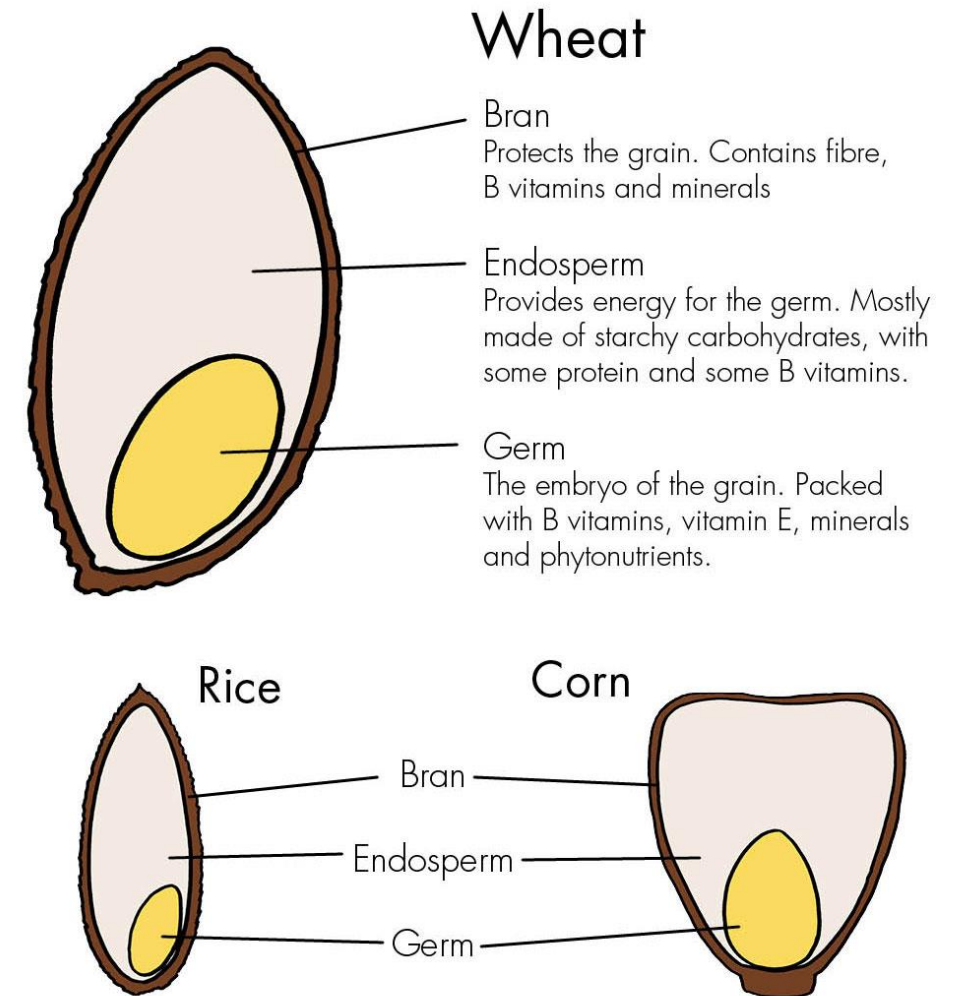 Wheat
Bran
Protects the grain. Contains fibre,
B vitamins and minerals
Endosperm
Provides energy for the germ. Mostly
made of starchy carbohydrates, with
some protein and some B vitamins.
Germ
The embryo of the grain. Packed
with B vitamins, vitamin E, minerals
and phytonutrients.
Rice
Corn
Bran
Endosperm
Germ